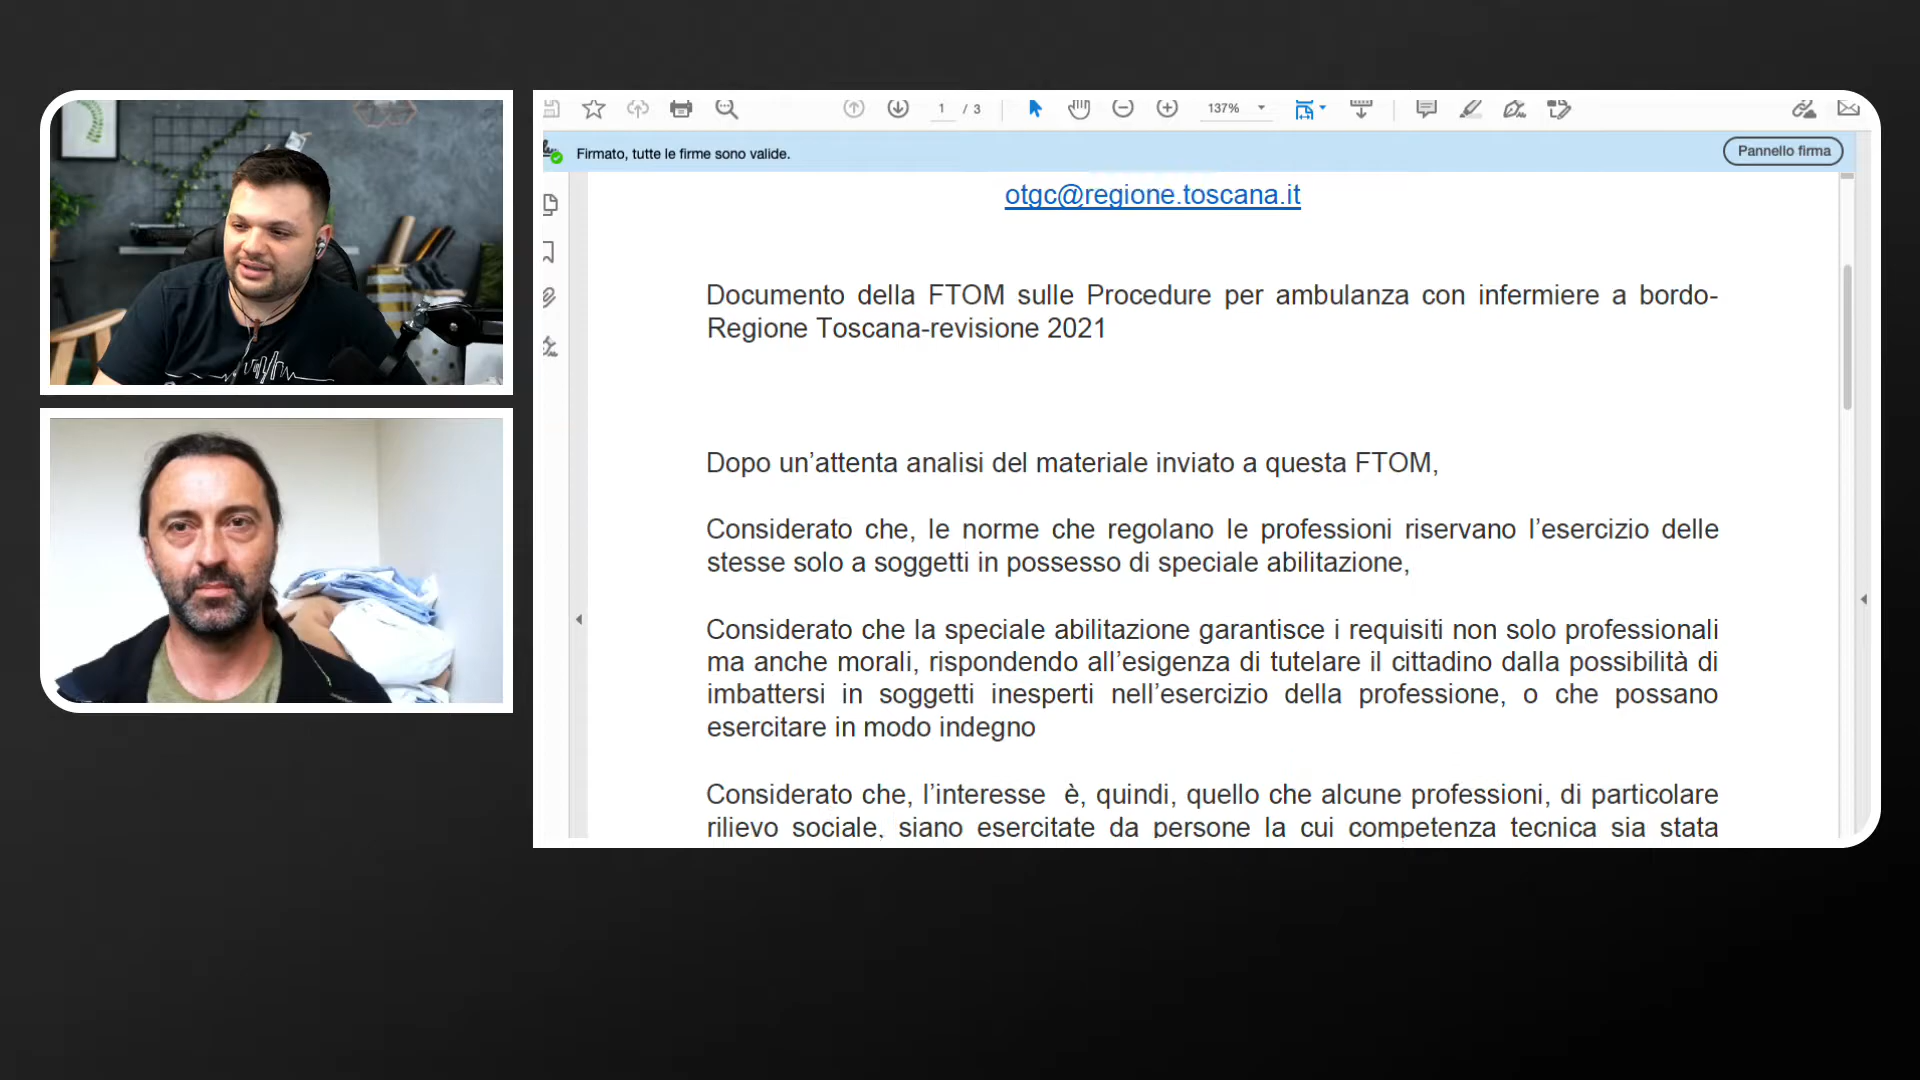 1 / 3 137%
Firmato, tutte le firme sono valide. Pannello firma
otgc@regione.toscana.it
Documento della FTOM sulle Procedure per ambulanza con infermiere a bordo-
Regione Toscana-revisione 2021
Dopo un’attenta analisi del materiale inviato a questa FTOM,
Considerato che, le norme che regolano le professioni riservano l’esercizio delle
stesse solo a soggetti in possesso di speciale abilitazione,
Considerato che la speciale abilitazione garantisce i requisiti non solo professionali
ma anche morali, rispondendo all’esigenza di tutelare il cittadino dalla possibilità di
imbattersi in soggetti inesperti nell’esercizio della professione, o che possano
esercitare in modo indegno
Considerato che, l’interesse è, quindi, quello che alcune professioni, di particolare
rilievo sociale, siano esercitate da persone la cui competenza tecnica sia stata